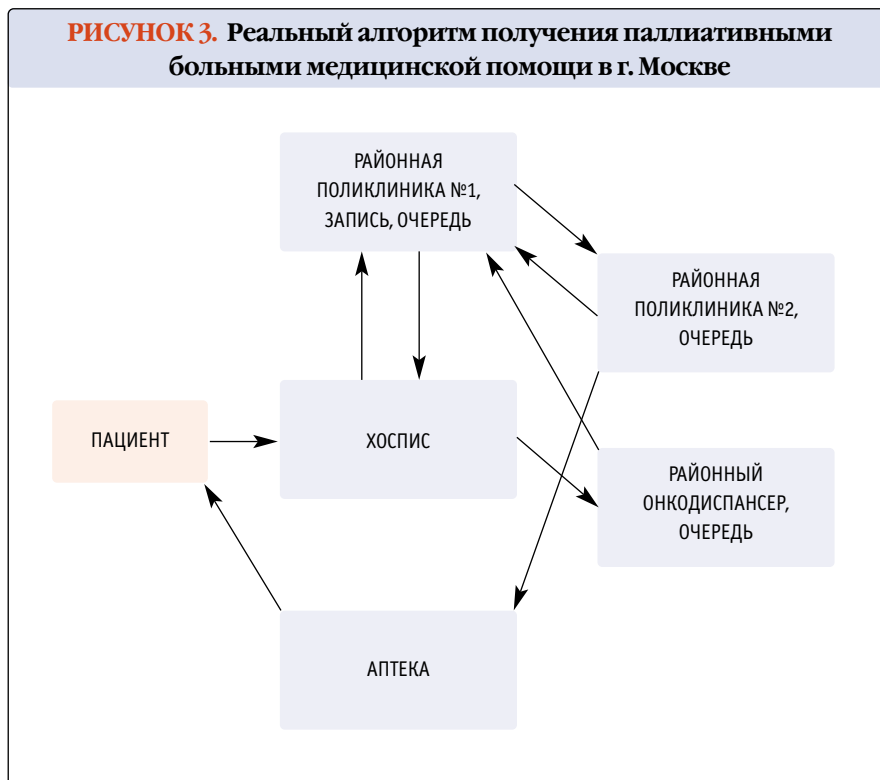 РИСУНОК 3. Реальный алгоритм получения паллиативными
больными медицинской помощи в г. Москве
РАЙОННАЯ
ПОЛИКЛИНИКА №1,
ЗАПИСЬ, ОЧЕРЕДЬ
РАЙОННАЯ
ПОЛИКЛИНИКА №2,
ОЧЕРЕДЬ
ПАЦИЕНТ
ХОСПИС
РАЙОННЫЙ
ОНКОДИСПАНСЕР,
ОЧЕРЕДЬ
АПТЕКА